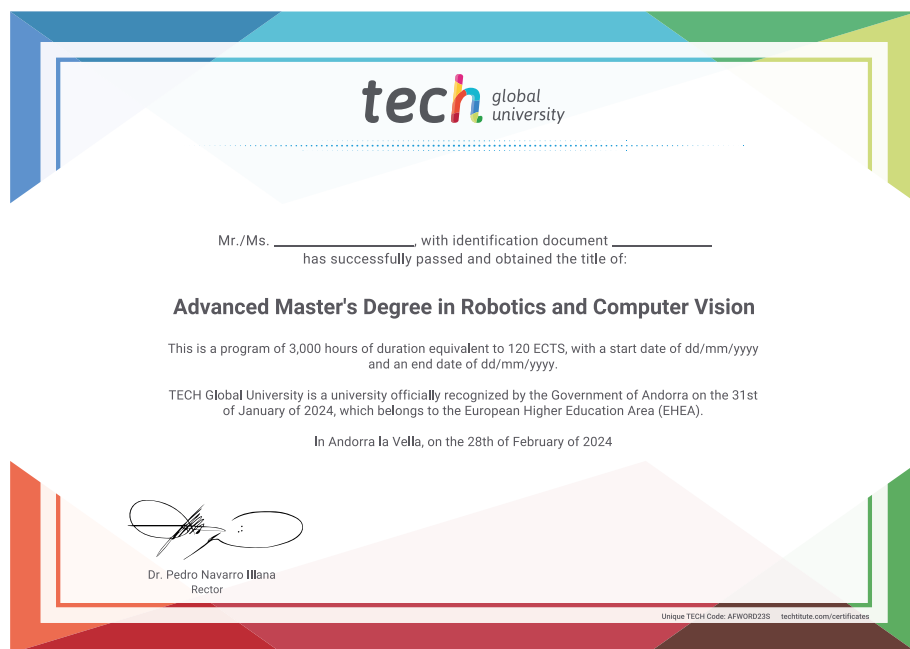 tech global
university
Mr./Ms. ____________________, with identification document ______________
has successfully passed and obtained the title of:
Advanced Master's Degree in Robotics and Computer Vision
This is a program of 3,000 hours of duration equivalent to 120 ECTS, with a start date of dd/mm/yyyy
and an end date of dd/mm/yyyy.
TECH Global University is a university officially recognized by the Government of Andorra on the 31st
of January of 2024, which belongs to the European Higher Education Area (EHEA).
In Andorra la Vella, on the 28th of February of 2024
Dr. Pedro Navarro Illana
Rector
Unique TECH Code: AFWORD23S techtitute.com/certificates